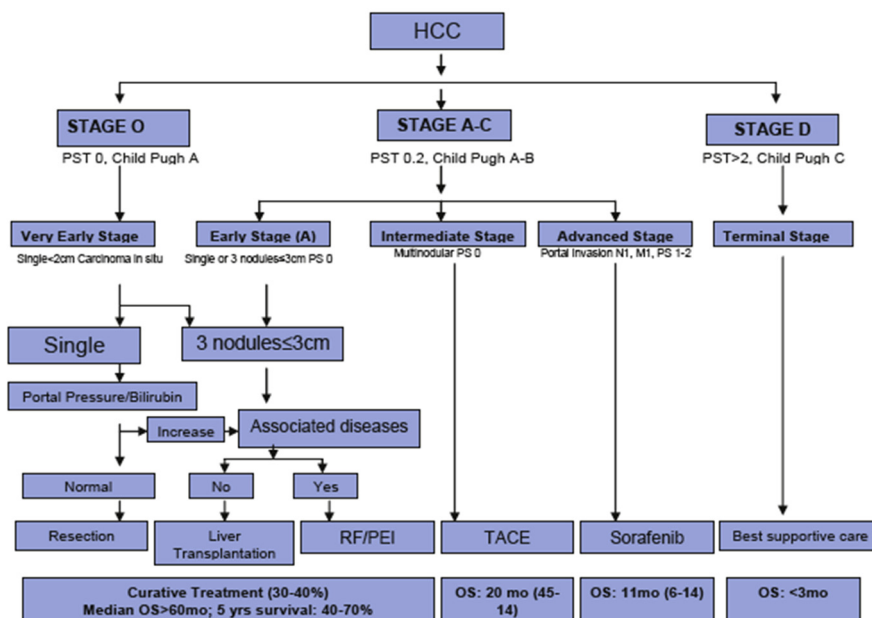 HCC
STAGE O
PST 0, Child Pugh A
STAGE A-C
PST 0.2, Child Pugh A-B
STAGE D
PST>2, Child Pugh C
Very Early Stage
Single<2cm Carcinoma in situ
Early Stage (A)
Single or 3 nodules≤3cm PS 0
Intermediate Stage
Multinodular PS 0
Advanced Stage
Portal Invasion N1, M1, PS 1-2
Terminal Stage
Single
3 nodules≤3cm
Portal Pressure/Bilirubin
Increase
Associated diseases
Normal
No
Yes
Resection
Liver
Transplantation
RF/PEI
TACE
Sorafenib
Best supportive care
Curative Treatment (30-40%)
Median OS>60mo; 5 yrs survival: 40-70%
OS: 20 mo (45-
14)
OS: 11mo (6-14)
OS: <3mo